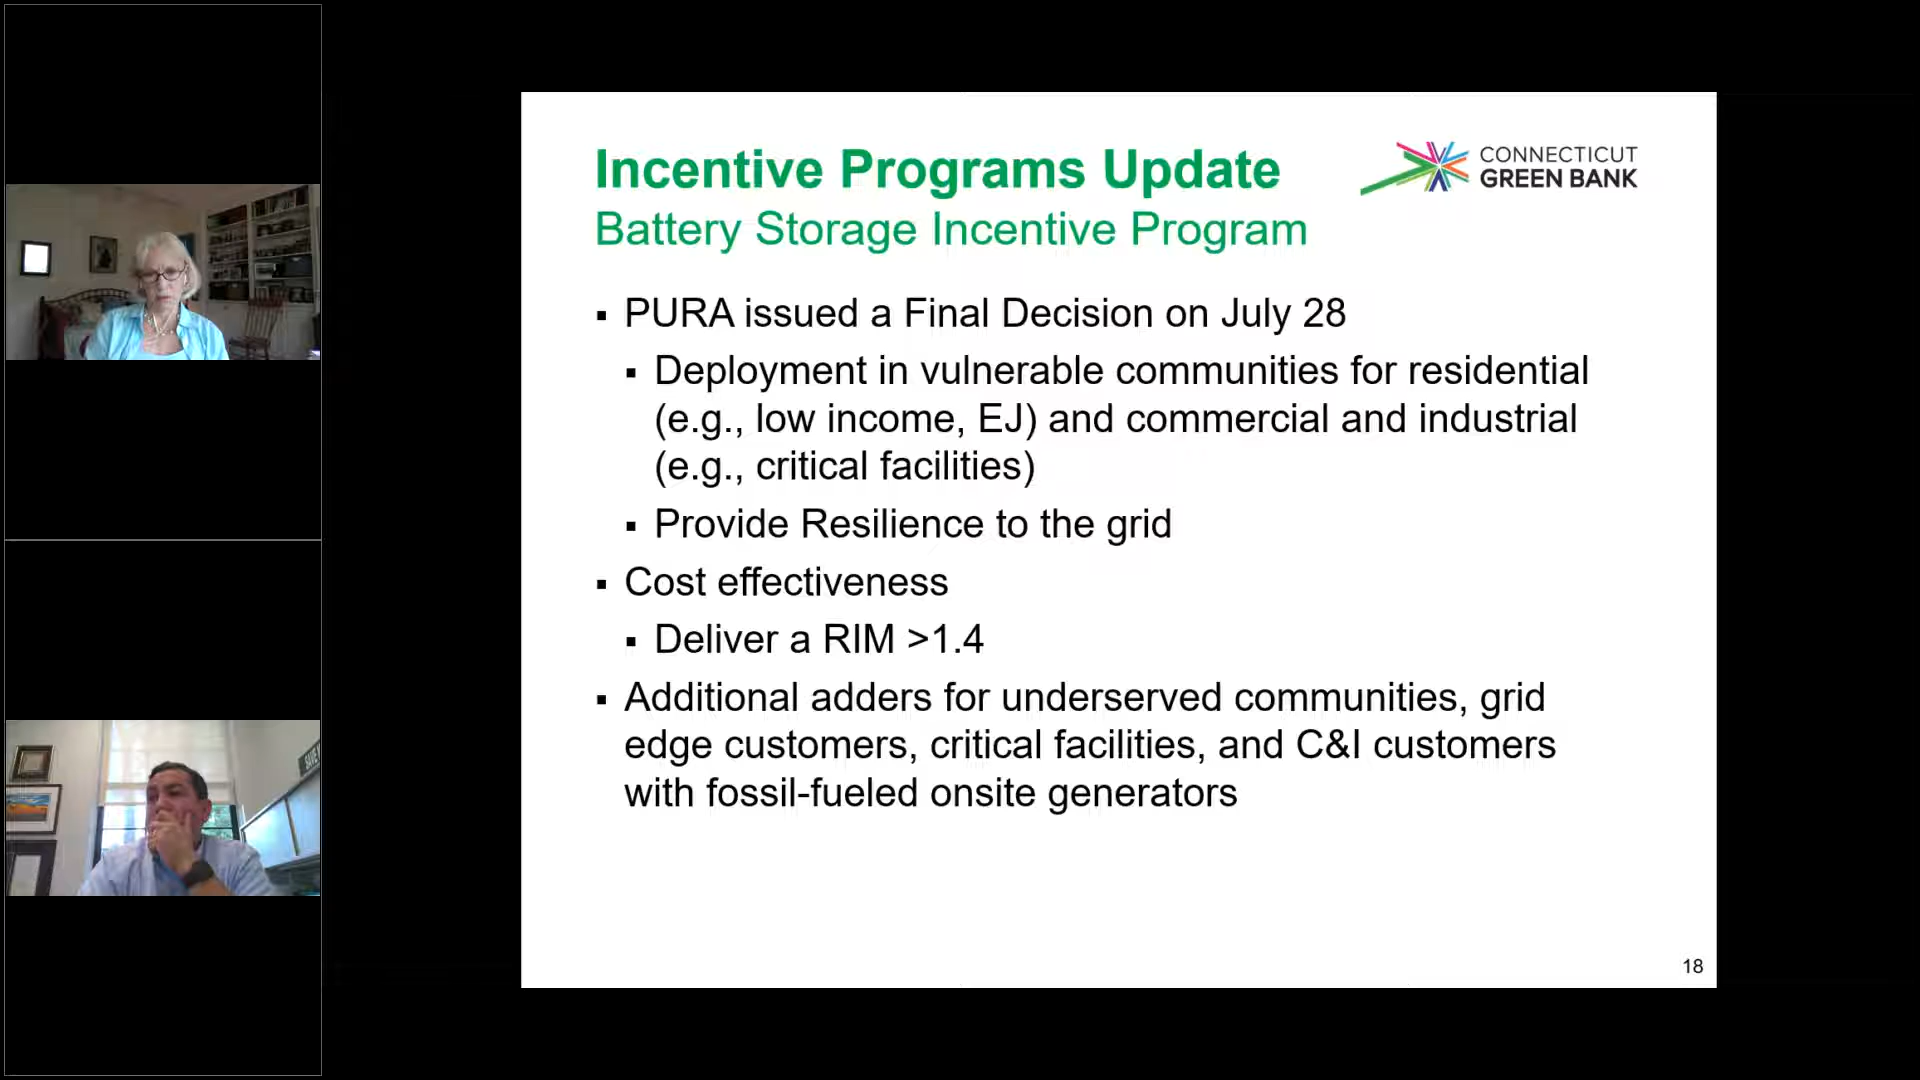 Incentive Programs Update
Battery Storage Incentive Program
CONNECTICUT
GREEN BANK
▪ PURA issued a Final Decision on July 28
▪ Deployment in vulnerable communities for residential
(e.g., low income, EJ) and commercial and industrial
(e.g., critical facilities)
▪ Provide Resilience to the grid
▪ Cost effectiveness
▪ Deliver a RIM >1.4
▪ Additional adders for underserved communities, grid
edge customers, critical facilities, and C&I customers
with fossil-fueled onsite generators
18